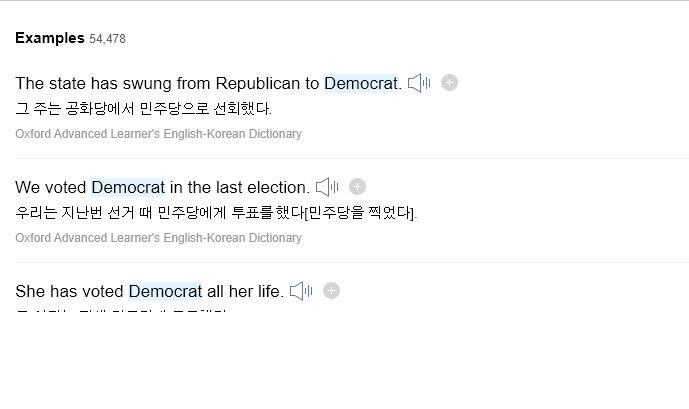 Examples 54,478
The state has swung from Republican to Democrat.
그 주는 공화당에서 민주당으로 선회했다.
Oxford Advanced Learner's English-Korean Dictionary
We voted Democrat in the last election.
우리는 지난번 선거 때 민주당에게 투표를 했다[민주당을 찍었다].
Oxford Advanced Learner's English-Korean Dictionary
She has voted Democrat all her life.